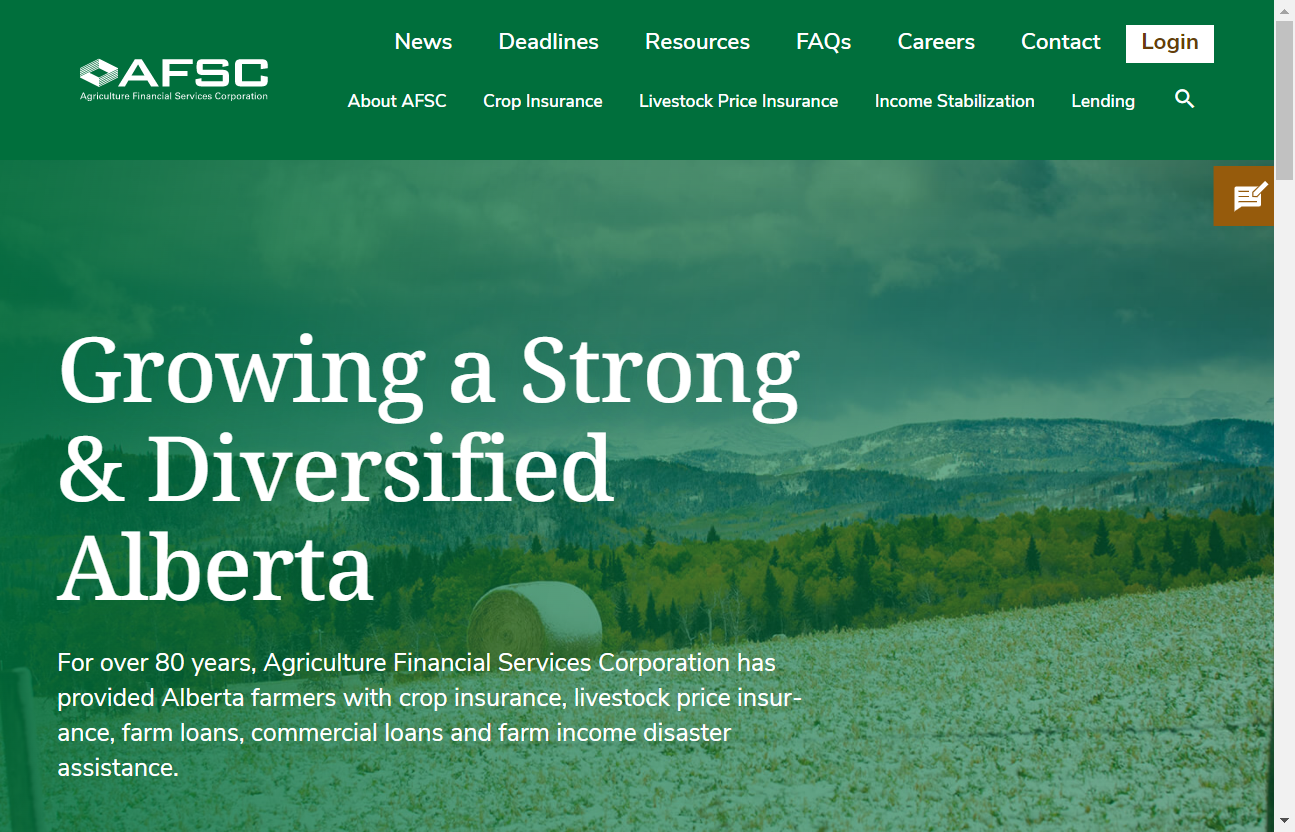 News Deadlines Resources FAQs Careers Contact Login
AFSC
Agriculture Financial Services Corporation
About AFSC Crop Insurance Livestock Price Insurance Income Stabilization Lending
Growing a Strong
& Diversified
Alberta
For over 80 years, Agriculture Financial Services Corporation has
provided Alberta farmers with crop insurance, livestock price insur-
ance, farm loans, commercial loans and farm income disaster
assistance.